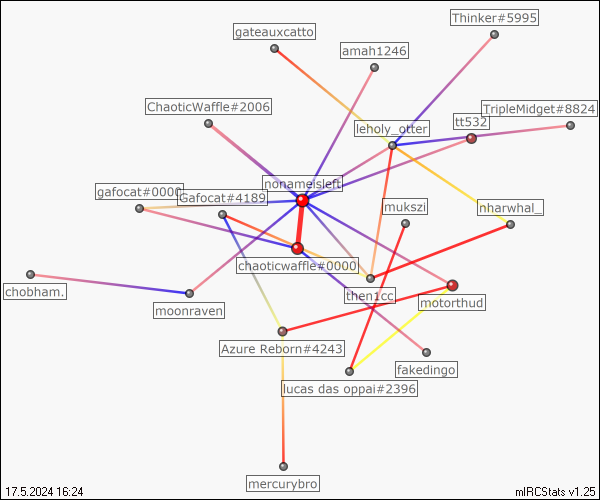 Thinker#5995
gateauxcatto
amah1246
ChaoticWaffle#2006
TripleMidget#8824
tt532
leholy_otter
nonameisleft
gafocat#0000
Gafocat#4189
mukszi
nharwhal_
chaoticwaffle#0000
chobham.
then1cc
motorthud
moonraven
Azure Reborn#4243
fakedingo
lucas das oppai#2396
mercurybro
17.5.2024 16:24
mIRCStats v1.25